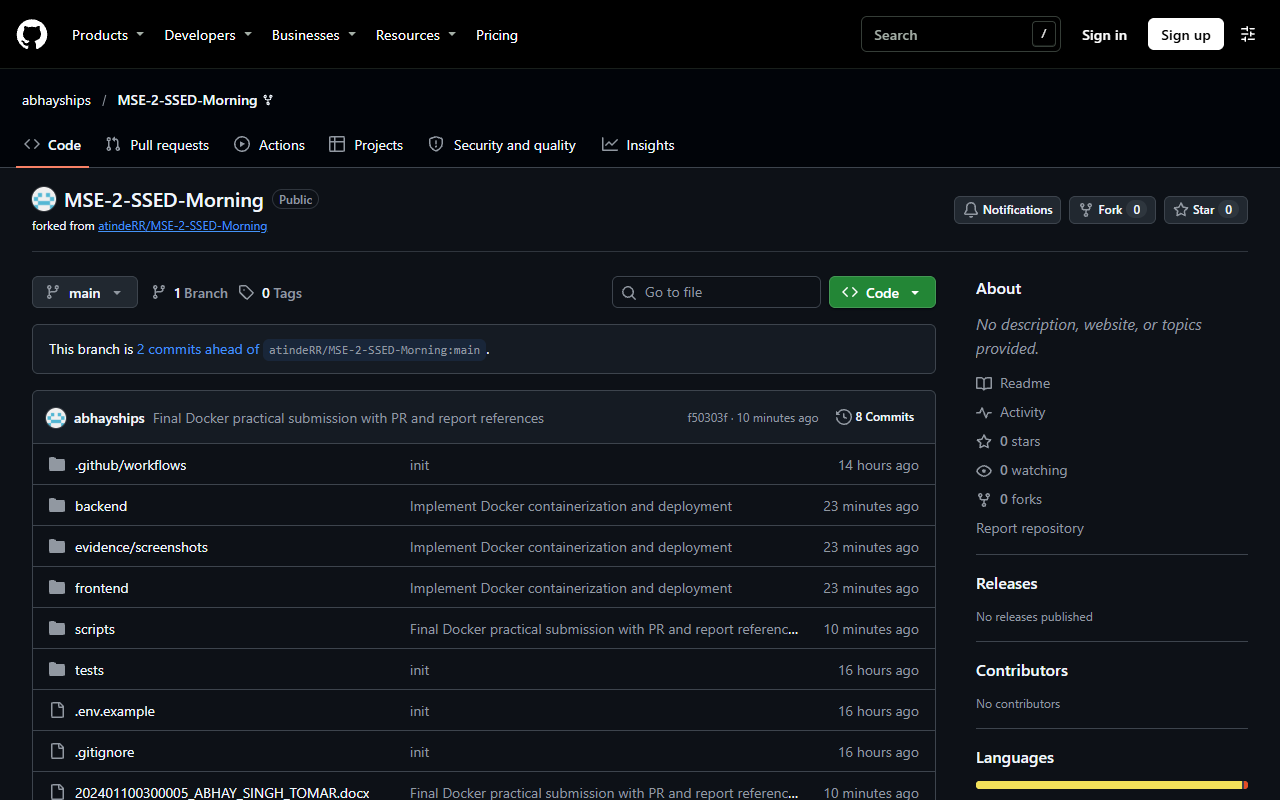 Products Developers Businesses Resources Pricing Search / Sign in Sign up
abhayships / MSE-2-SSED-Morning
Code Pull requests Actions Projects Security and quality Insights
MSE-2-SSED-Morning Public
forked from atindeRR/MSE-2-SSED-Morning
Notifications Fork 0 Star 0
main 1 Branch 0 Tags Go to file Code
This branch is 2 commits ahead of atindeRR/MSE-2-SSED-Morning:main .
abhayships Final Docker practical submission with PR and report references f50303f · 10 minutes ago 8 Commits
.github/workflows init 14 hours ago
backend Implement Docker containerization and deployment 23 minutes ago
evidence/screenshots Implement Docker containerization and deployment 23 minutes ago
frontend Implement Docker containerization and deployment 23 minutes ago
scripts Final Docker practical submission with PR and report referenc... 10 minutes ago
tests init 16 hours ago
.env.example init 16 hours ago
.gitignore init 16 hours ago
202401100300005_ABHAY_SINGH_TOMAR.docx Final Docker practical submission with PR and report referenc... 10 minutes ago
About
No description, website, or topics
provided.
Readme
Activity
0 stars
0 watching
0 forks
Report repository
Releases
No releases published
Contributors
No contributors
Languages